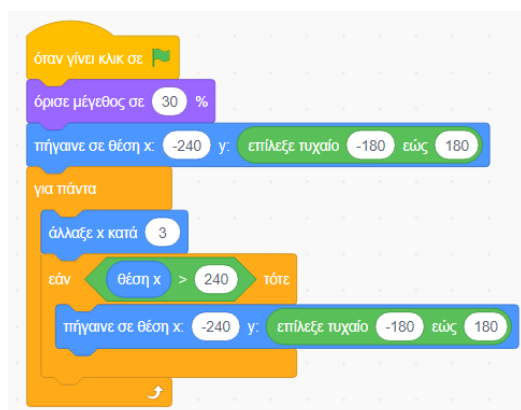 όταν γίνει κλικ σε
όρισε μέγεθος σε 30 %
πήγαινε σε θέση x: -240 y: επίλεξε τυχαίο -180 εώς 180
για πάντα
άλλαξε x κατά 3
εάν θέση x > 240 τότε
πήγαινε σε θέση x: -240 y: επίλεξε τυχαίο -180 εώς 180